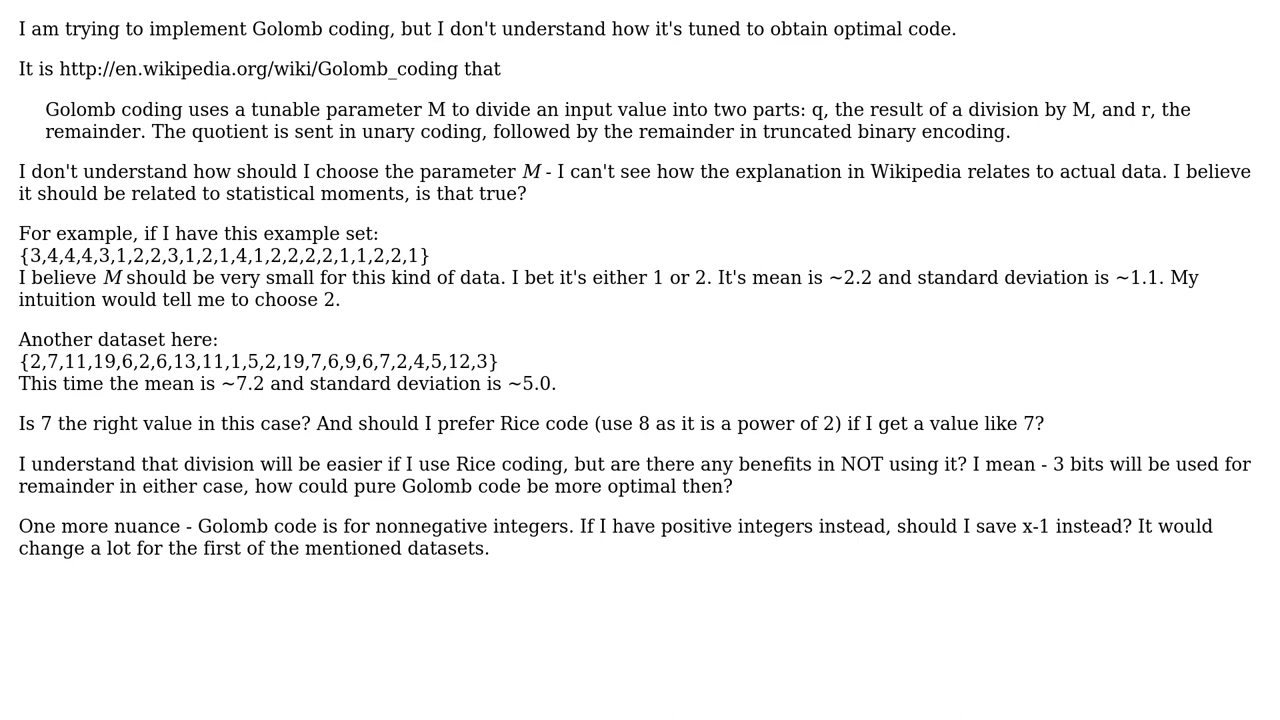 I am trying to implement Golomb coding, but I don't understand how it's tuned to obtain optimal code.
It is http://en.wikipedia.org/wiki/Golomb_coding that
Golomb coding uses a tunable parameter M to divide an input value into two parts: q, the result of a division by M, and r, the
remainder. The quotient is sent in unary coding, followed by the remainder in truncated binary encoding.
I don't understand how should I choose the parameter M - I can't see how the explanation in Wikipedia relates to actual data. I believe
it should be related to statistical moments, is that true?
For example, if I have this example set:
{3,4,4,4,3,1,2,2,3,1,2,1,4,1,2,2,2,2,1,1,2,2,1}
I believe M should be very small for this kind of data. I bet it's either 1 or 2. It's mean is ~2.2 and standard deviation is ~1.1. My
intuition would tell me to choose 2.
Another dataset here:
{2,7,11,19,6,2,6,13,11,1,5,2,19,7,6,9,6,7,2,4,5,12,3}
This time the mean is ~7.2 and standard deviation is ~5.0.
Is 7 the right value in this case? And should I prefer Rice code (use 8 as it is a power of 2) if I get a value like 7?
I understand that division will be easier if I use Rice coding, but are there any benefits in NOT using it? I mean - 3 bits will be used for
remainder in either case, how could pure Golomb code be more optimal then?
One more nuance - Golomb code is for nonnegative integers. If I have positive integers instead, should I save x-1 instead? It would
change a lot for the first of the mentioned datasets.